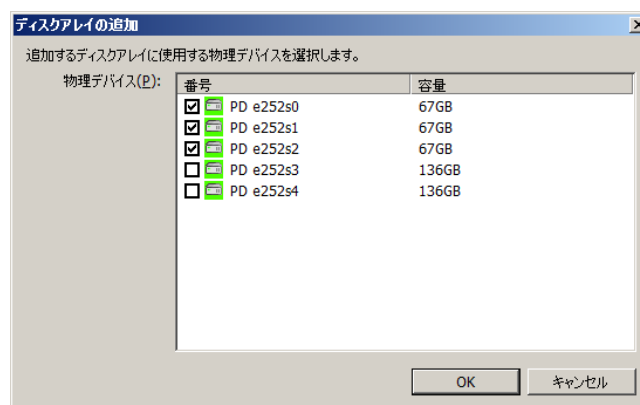 ディスクアレイの追加
追加するディスクアレイに使用する物理デバイスを選択します。
物理デバイス(P):
番号 容量
PD e252s0 67GB
PD e252s1 67GB
PD e252s2 67GB
PD e252s3 136GB
PD e252s4 136GB
OK キャンセル